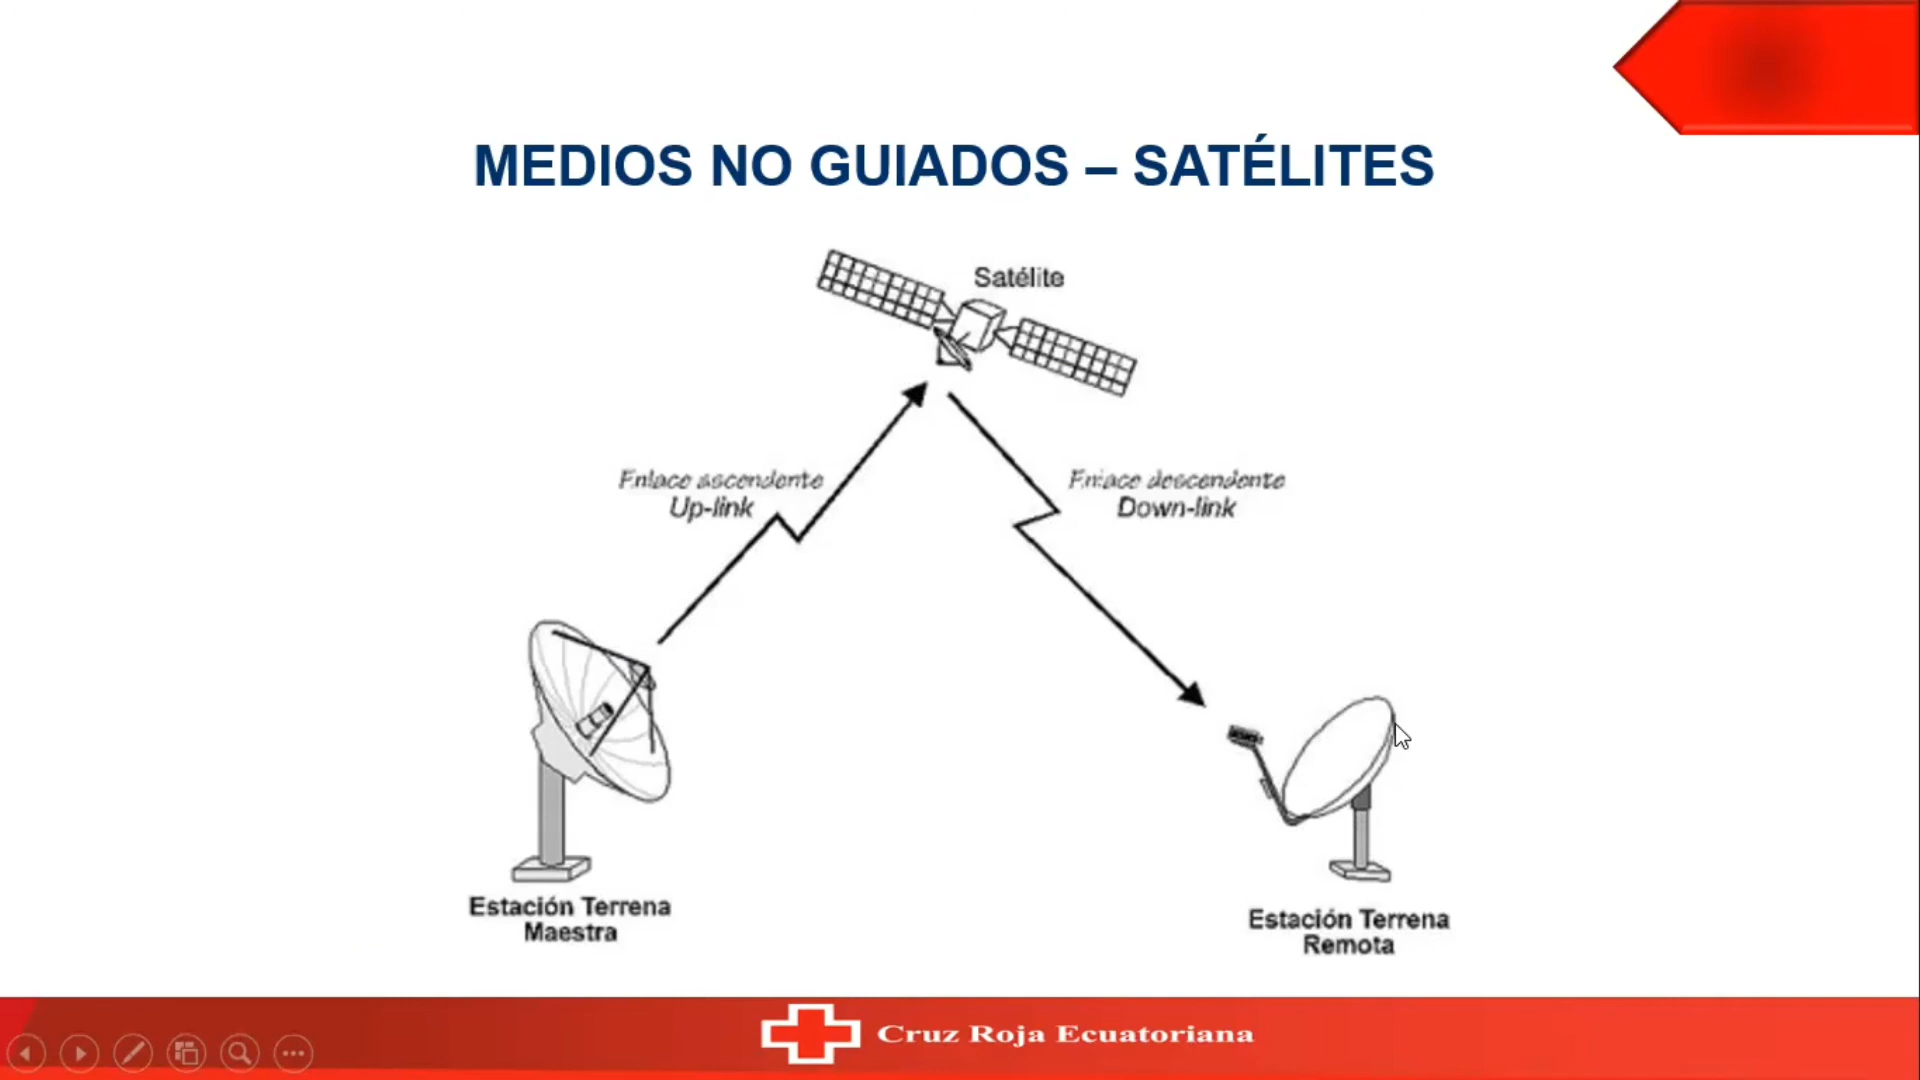 MEDIOS NO GUIADOS – SATÉLITES
Satélite
Enlace ascendente
Up-link
Enlace descendente
Down-link
Estación Terrena
Maestra
Estación Terrena
Remota
Cruz Roja Ecuatoriana